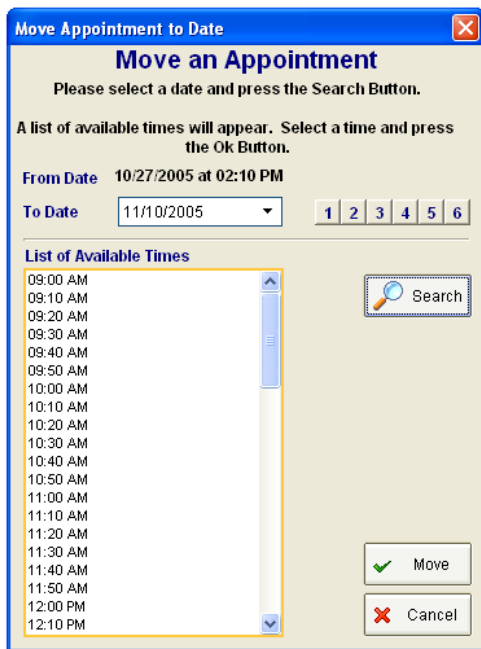 Move Appointment to Date
Move an Appointment
Please select a date and press the Search Button.
A list of available times will appear. Select a time and press
the Ok Button.
From Date 10/27/2005 at 02:10 PM
To Date 11/10/2005 1 2 3 4 5 6
List of Available Times
09:00 AM
09:10 AM
09:20 AM
09:30 AM
09:40 AM
09:50 AM
10:00 AM
10:10 AM
10:20 AM
10:30 AM
10:40 AM
10:50 AM
11:00 AM
11:10 AM
11:20 AM
11:30 AM
11:40 AM
11:50 AM
12:00 PM
12:10 PM
Search
Move
Cancel